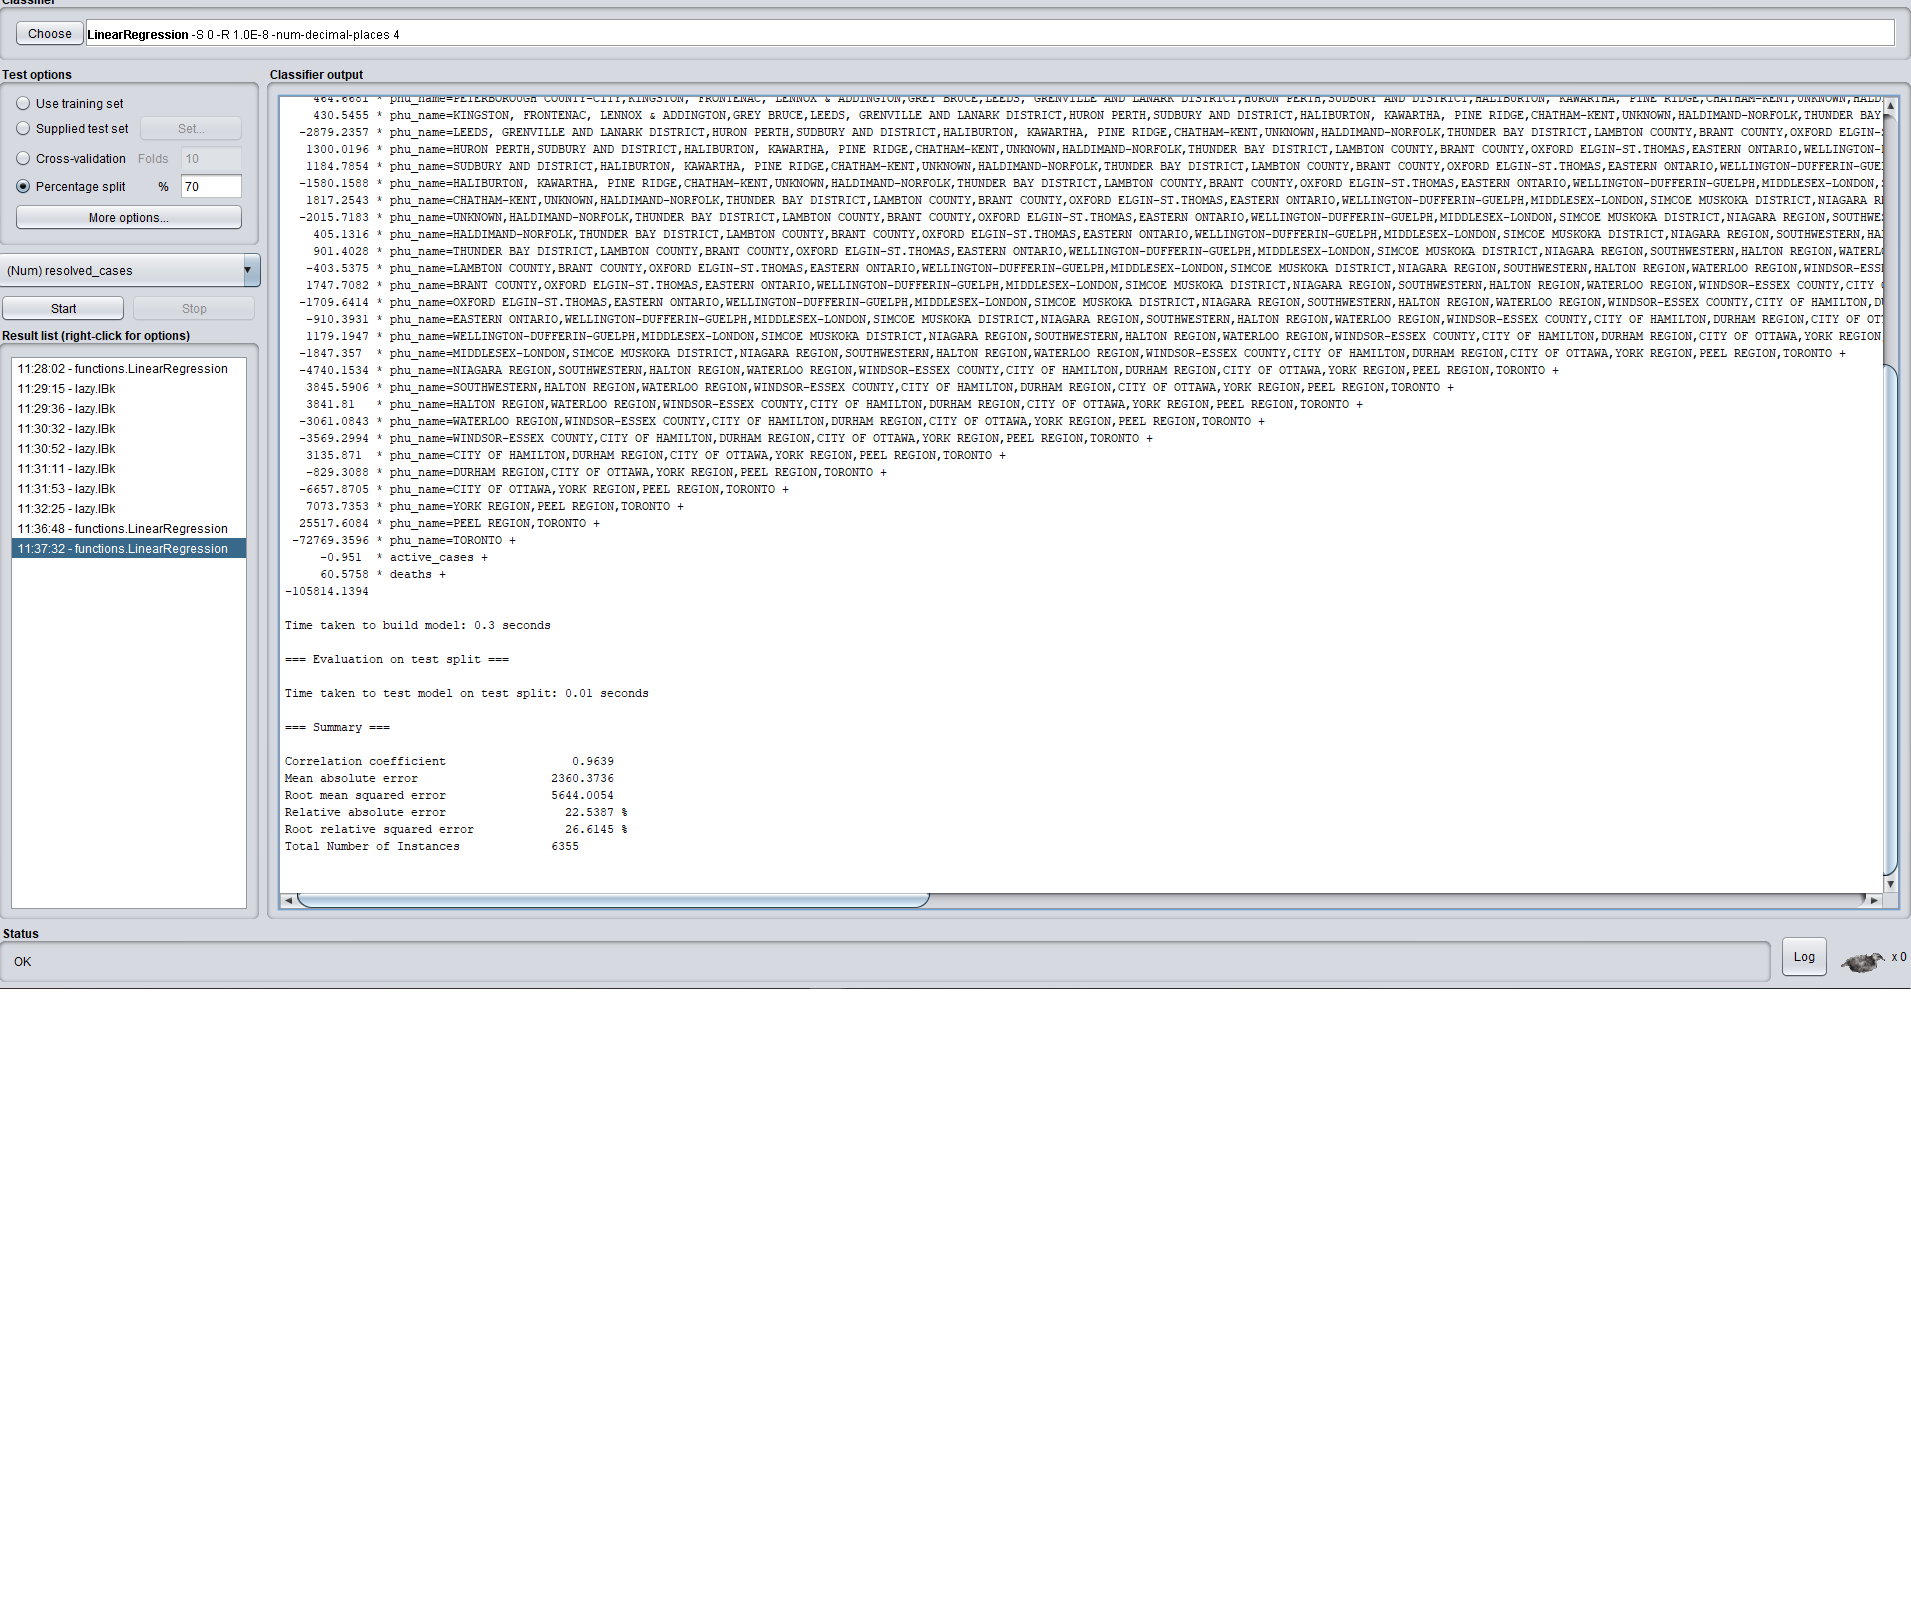 Classifier
Choose
LinearRegression -S 0 -R 1.0E-8 -num-decimal-places 4
Test options
Use training set
Supplied test set
Set...
Cross-validation Folds 10
Percentage split % 70
More options...
(Num) resolved_cases
Start
Stop
Result list (right-click for options)
11:28:02 - functions.LinearRegression
11:29:15 - lazy.IBk
11:29:36 - lazy.IBk
11:30:32 - lazy.IBk
11:30:52 - lazy.IBk
11:31:11 - lazy.IBk
11:31:53 - lazy.IBk
11:32:25 - lazy.IBk
11:36:48 - functions.LinearRegression
11:37:32 - functions.LinearRegression
Classifier output
464.6681 * phu_name=PETERBOROUGH COUNTY-CITY,KINGSTON, FRONTENAC, LENNOX & ADDINGTON,GREY BRUCE,LEEDS, GRENVILLE AND LANARK DISTRICT,HURON PERTH,SUDBURY AND DISTRICT,HALIBURTON, KAWARTHA, PINE RIDGE,CHATHAM-KENT,UNKNOWN,HALD
430.5455 * phu_name=KINGSTON, FRONTENAC, LENNOX & ADDINGTON,GREY BRUCE,LEEDS, GRENVILLE AND LANARK DISTRICT,HURON PERTH,SUDBURY AND DISTRICT,HALIBURTON, KAWARTHA, PINE RIDGE,CHATHAM-KENT,UNKNOWN,HALDIMAND-NORFOLK,THUNDER BAY
-2879.2357 * phu_name=LEEDS, GRENVILLE AND LANARK DISTRICT,HURON PERTH,SUDBURY AND DISTRICT,HALIBURTON, KAWARTHA, PINE RIDGE,CHATHAM-KENT,UNKNOWN,HALDIMAND-NORFOLK,THUNDER BAY DISTRICT,LAMBTON COUNTY,BRANT COUNTY,OXFORD ELGIN-S
1300.0196 * phu_name=HURON PERTH,SUDBURY AND DISTRICT,HALIBURTON, KAWARTHA, PINE RIDGE,CHATHAM-KENT,UNKNOWN,HALDIMAND-NORFOLK,THUNDER BAY DISTRICT,LAMBTON COUNTY,BRANT COUNTY,OXFORD ELGIN-ST.THOMAS,EASTERN ONTARIO,WELLINGTON-
1184.7854 * phu_name=SUDBURY AND DISTRICT,HALIBURTON, KAWARTHA, PINE RIDGE,CHATHAM-KENT,UNKNOWN,HALDIMAND-NORFOLK,THUNDER BAY DISTRICT,LAMBTON COUNTY,BRANT COUNTY,OXFORD ELGIN-ST.THOMAS,EASTERN ONTARIO,WELLINGTON-DUFFERIN-GUE
-1580.1588 * phu_name=HALIBURTON, KAWARTHA, PINE RIDGE,CHATHAM-KENT,UNKNOWN,HALDIMAND-NORFOLK,THUNDER BAY DISTRICT,LAMBTON COUNTY,BRANT COUNTY,OXFORD ELGIN-ST.THOMAS,EASTERN ONTARIO,WELLINGTON-DUFFERIN-GUELPH,MIDDLESEX-LONDON,
1817.2543 * phu_name=CHATHAM-KENT,UNKNOWN,HALDIMAND-NORFOLK,THUNDER BAY DISTRICT,LAMBTON COUNTY,BRANT COUNTY,OXFORD ELGIN-ST.THOMAS,EASTERN ONTARIO,WELLINGTON-DUFFERIN-GUELPH,MIDDLESEX-LONDON,SIMCOE MUSKOKA DISTRICT,NIAGARA R
-2015.7183 * phu_name=UNKNOWN,HALDIMAND-NORFOLK,THUNDER BAY DISTRICT,LAMBTON COUNTY,BRANT COUNTY,OXFORD ELGIN-ST.THOMAS,EASTERN ONTARIO,WELLINGTON-DUFFERIN-GUELPH,MIDDLESEX-LONDON,SIMCOE MUSKOKA DISTRICT,NIAGARA REGION,SOUTHWE
405.1316 * phu_name=HALDIMAND-NORFOLK,THUNDER BAY DISTRICT,LAMBTON COUNTY,BRANT COUNTY,OXFORD ELGIN-ST.THOMAS,EASTERN ONTARIO,WELLINGTON-DUFFERIN-GUELPH,MIDDLESEX-LONDON,SIMCOE MUSKOKA DISTRICT,NIAGARA REGION,SOUTHWESTERN,HA
901.4028 * phu_name=THUNDER BAY DISTRICT,LAMBTON COUNTY,BRANT COUNTY,OXFORD ELGIN-ST.THOMAS,EASTERN ONTARIO,WELLINGTON-DUFFERIN-GUELPH,MIDDLESEX-LONDON,SIMCOE MUSKOKA DISTRICT,NIAGARA REGION,SOUTHWESTERN,HALTON REGION,WATERL
-403.5375 * phu_name=LAMBTON COUNTY,BRANT COUNTY,OXFORD ELGIN-ST.THOMAS,EASTERN ONTARIO,WELLINGTON-DUFFERIN-GUELPH,MIDDLESEX-LONDON,SIMCOE MUSKOKA DISTRICT,NIAGARA REGION,SOUTHWESTERN,HALTON REGION,WATERLOO REGION,WINDSOR-ESS
1747.7082 * phu_name=BRANT COUNTY,OXFORD ELGIN-ST.THOMAS,EASTERN ONTARIO,WELLINGTON-DUFFERIN-GUELPH,MIDDLESEX-LONDON,SIMCOE MUSKOKA DISTRICT,NIAGARA REGION,SOUTHWESTERN,HALTON REGION,WATERLOO REGION,WINDSOR-ESSEX COUNTY,CITY
-1709.6414 * phu_name=OXFORD ELGIN-ST.THOMAS,EASTERN ONTARIO,WELLINGTON-DUFFERIN-GUELPH,MIDDLESEX-LONDON,SIMCOE MUSKOKA DISTRICT,NIAGARA REGION,SOUTHWESTERN,HALTON REGION,WATERLOO REGION,WINDSOR-ESSEX COUNTY,CITY OF HAMILTON,D
-910.3931 * phu_name=EASTERN ONTARIO,WELLINGTON-DUFFERIN-GUELPH,MIDDLESEX-LONDON,SIMCOE MUSKOKA DISTRICT,NIAGARA REGION,SOUTHWESTERN,HALTON REGION,WATERLOO REGION,WINDSOR-ESSEX COUNTY,CITY OF HAMILTON,DURHAM REGION,CITY OF OT
1179.1947 * phu_name=WELLINGTON-DUFFERIN-GUELPH,MIDDLESEX-LONDON,SIMCOE MUSKOKA DISTRICT,NIAGARA REGION,SOUTHWESTERN,HALTON REGION,WATERLOO REGION,WINDSOR-ESSEX COUNTY,CITY OF HAMILTON,DURHAM REGION,CITY OF OTTAWA,YORK REGION
-1847.357 * phu_name=MIDDLESEX-LONDON,SIMCOE MUSKOKA DISTRICT,NIAGARA REGION,SOUTHWESTERN,HALTON REGION,WATERLOO REGION,WINDSOR-ESSEX COUNTY,CITY OF HAMILTON,DURHAM REGION,CITY OF OTTAWA,YORK REGION,PEEL REGION,TORONTO +
-4740.1534 * phu_name=NIAGARA REGION,SOUTHWESTERN,HALTON REGION,WATERLOO REGION,WINDSOR-ESSEX COUNTY,CITY OF HAMILTON,DURHAM REGION,CITY OF OTTAWA,YORK REGION,PEEL REGION,TORONTO +
3845.5906 * phu_name=SOUTHWESTERN,HALTON REGION,WATERLOO REGION,WINDSOR-ESSEX COUNTY,CITY OF HAMILTON,DURHAM REGION,CITY OF OTTAWA,YORK REGION,PEEL REGION,TORONTO +
3841.81 * phu_name=HALTON REGION,WATERLOO REGION,WINDSOR-ESSEX COUNTY,CITY OF HAMILTON,DURHAM REGION,CITY OF OTTAWA,YORK REGION,PEEL REGION,TORONTO +
-3061.0843 * phu_name=WATERLOO REGION,WINDSOR-ESSEX COUNTY,CITY OF HAMILTON,DURHAM REGION,CITY OF OTTAWA,YORK REGION,PEEL REGION,TORONTO +
-3569.2994 * phu_name=WINDSOR-ESSEX COUNTY,CITY OF HAMILTON,DURHAM REGION,CITY OF OTTAWA,YORK REGION,PEEL REGION,TORONTO +
3135.871 * phu_name=CITY OF HAMILTON,DURHAM REGION,CITY OF OTTAWA,YORK REGION,PEEL REGION,TORONTO +
-829.3088 * phu_name=DURHAM REGION,CITY OF OTTAWA,YORK REGION,PEEL REGION,TORONTO +
-6657.8705 * phu_name=CITY OF OTTAWA,YORK REGION,PEEL REGION,TORONTO +
7073.7353 * phu_name=YORK REGION,PEEL REGION,TORONTO +
25517.6084 * phu_name=PEEL REGION,TORONTO +
-72769.3596 * phu_name=TORONTO +
-0.951 * active_cases +
60.5758 * deaths +
-105814.1394
Time taken to build model: 0.3 seconds
=== Evaluation on test split ===
Time taken to test model on test split: 0.01 seconds
=== Summary ===
Correlation coefficient 0.9639
Mean absolute error 2360.3736
Root mean squared error 5644.0054
Relative absolute error 22.5387 %
Root relative squared error 26.6145 %
Total Number of Instances 6355
Status
OK
Log
x 0